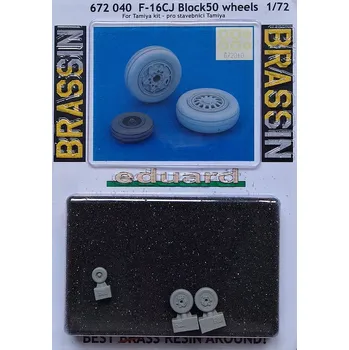 672 040 F-16CJ Block50 wheels 1/72
For Tamiya kit - pro stavebnici Tamiya
BRASSIN
BRASSIN
eduard
BEST BRASS RESIN AROUND!